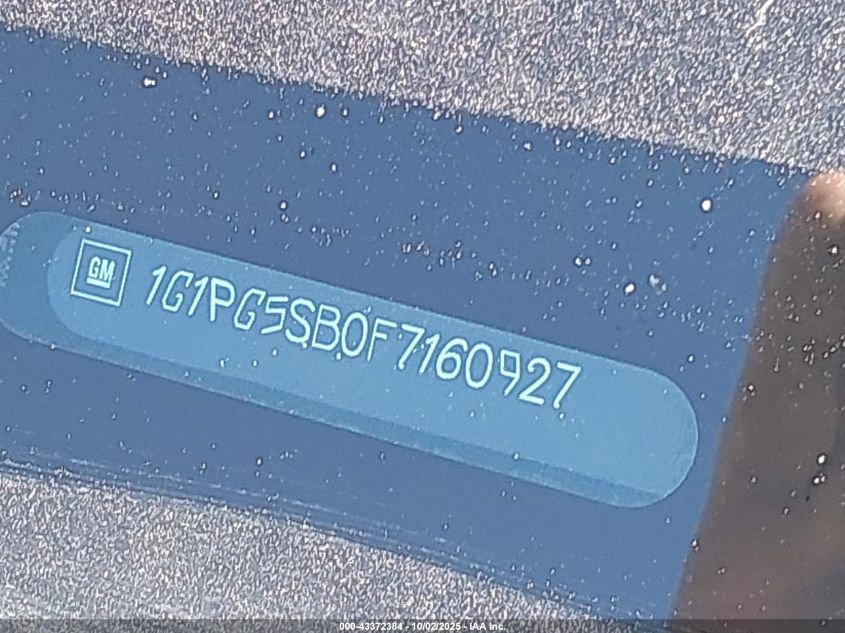 GM 1G1PG5SB0F7160927
000-43372384 - 10/02/2025 - IAA Inc.